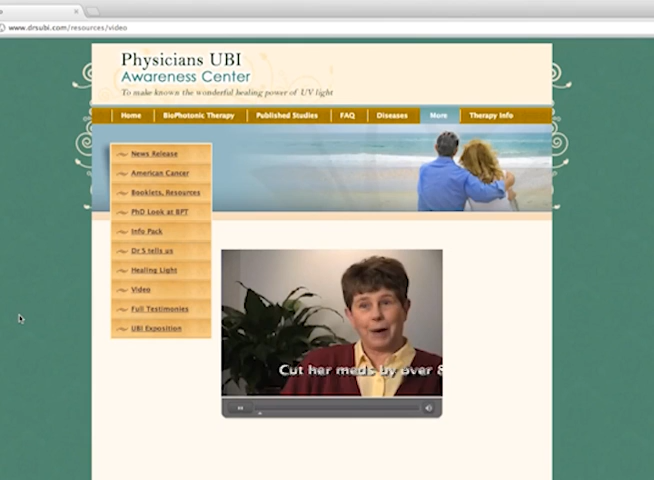 www.drsubi.com/resources/video
Physicians UBI
Awareness Center
To make known the wonderful healing power of UV light
Home BioPhotonic Therapy Published Studies FAQ Diseases More Therapy Info
News Release
American Cancer
Booklets, Resources
PhD Look at BPT
Info Pack
Dr S tells us
Healing Light
Video
Full Testimonies
UBI Exposition
Cut her meds by over 8